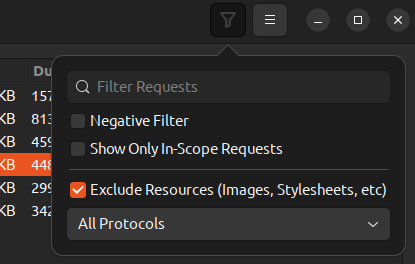 Du
KB 157
KB 813
KB 459
KB 448
KB 299
KB 342
Filter Requests
Negative Filter
Show Only In-Scope Requests
Exclude Resources (Images, Stylesheets, etc)
All Protocols